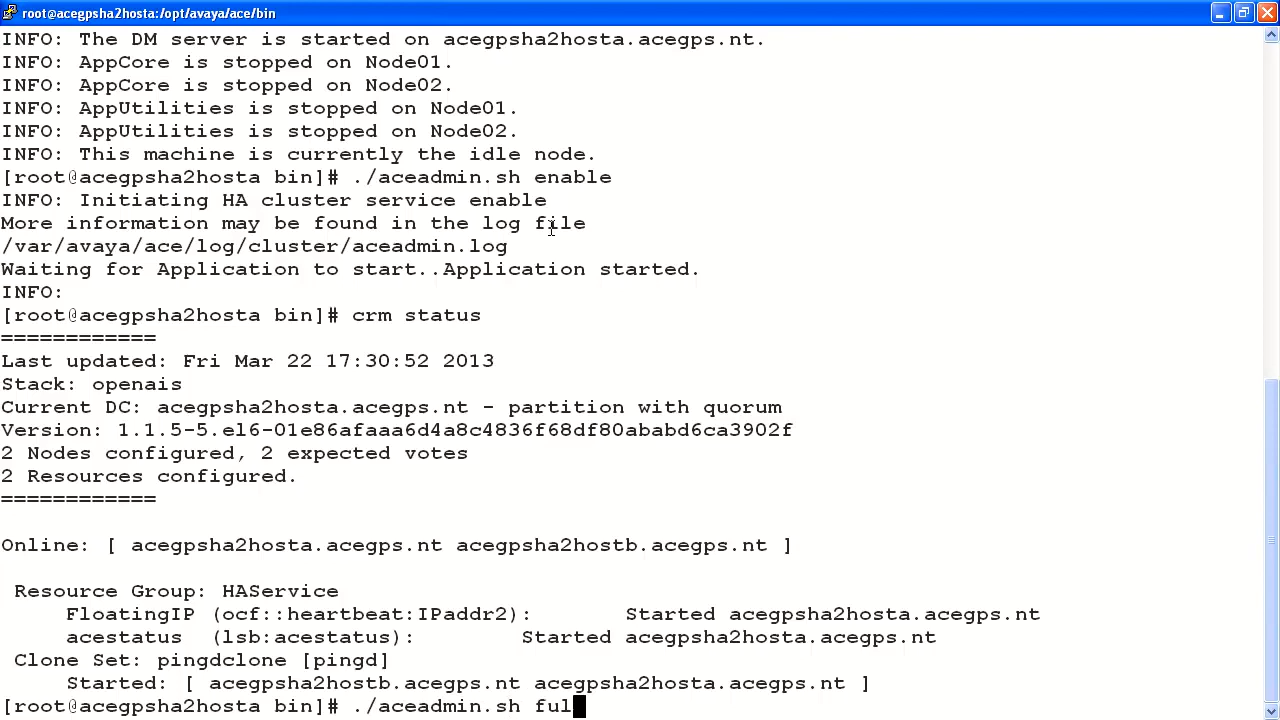 root@acegpsha2hosta:/opt/avaya/ace/bin
INFO: The DM server is started on acegpsha2hosta.acegps.nt.
INFO: AppCore is stopped on Node01.
INFO: AppCore is stopped on Node02.
INFO: AppUtilities is stopped on Node01.
INFO: AppUtilities is stopped on Node02.
INFO: This machine is currently the idle node.
[root@acegpsha2hosta bin]# ./aceadmin.sh enable
INFO: Initiating HA cluster service enable
More information may be found in the log file
/var/avaya/ace/log/cluster/aceadmin.log
Waiting for Application to start..Application started.
INFO:
[root@acegpsha2hosta bin]# crm status
============
Last updated: Fri Mar 22 17:30:52 2013
Stack: openais
Current DC: acegpsha2hosta.acegps.nt - partition with quorum
Version: 1.1.5-5.el6-01e86afaaa6d4a8c4836f68df80ababd6ca3902f
2 Nodes configured, 2 expected votes
2 Resources configured.
============
Online: [ acegpsha2hosta.acegps.nt acegpsha2hostb.acegps.nt ]
Resource Group: HAService
FloatingIP (ocf::heartbeat:IPaddr2): Started acegpsha2hosta.acegps.nt
acestatus (lsb:acestatus): Started acegpsha2hosta.acegps.nt
Clone Set: pingdclone [pingd]
Started: [ acegpsha2hostb.acegps.nt acegpsha2hosta.acegps.nt ]
[root@acegpsha2hosta bin]# ./aceadmin.sh ful